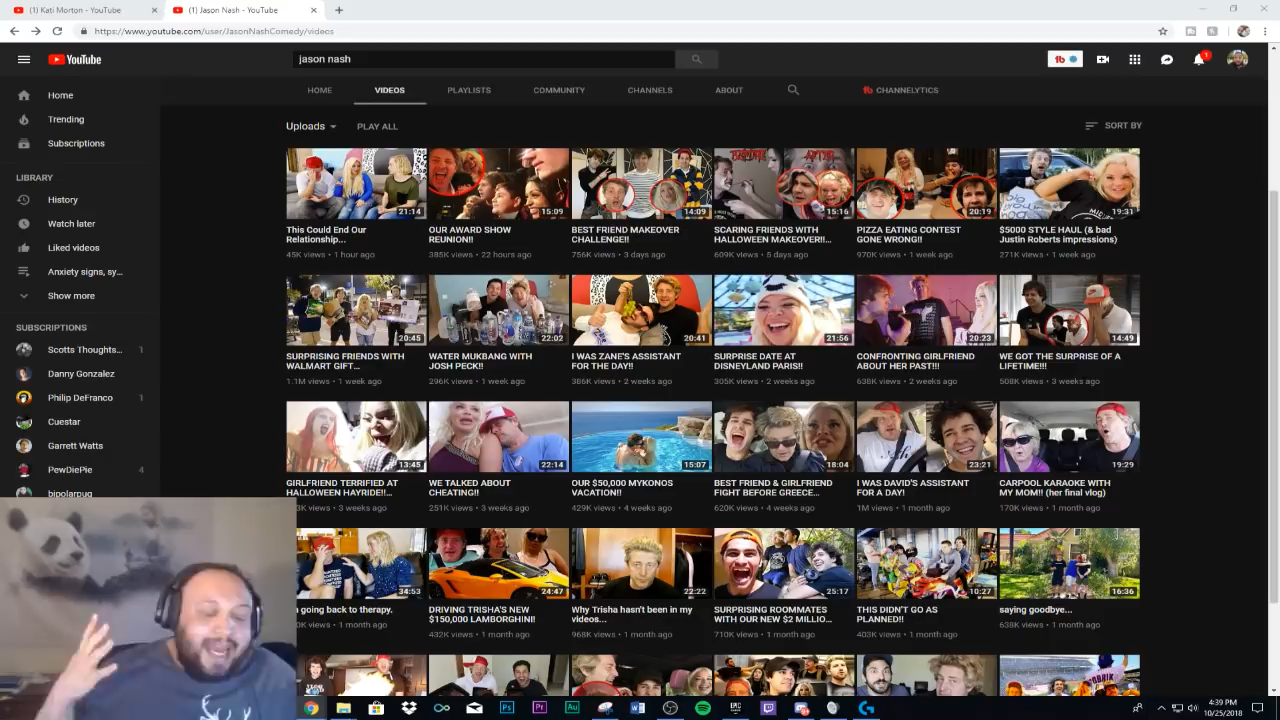 (1) Kati Morton - YouTube
(1) Jason Nash - YouTube
https://www.youtube.com/user/JasonNashComedy/videos
YouTube
jason nash
tb
1
HOME
VIDEOS
PLAYLISTS
COMMUNITY
CHANNELS
ABOUT
tb CHANNELYTICS
Home
Trending
Subscriptions
LIBRARY
History
Watch later
Liked videos
Anxiety signs, sy...
Show more
SUBSCRIPTIONS
Scotts Thoughts... 1
Danny Gonzalez
Philip DeFranco 1
Cuestar
Garrett Watts
PewDiePie 4
bipolarpug
Uploads
PLAY ALL
SORT BY
21:14
This Could End Our
Relationship...
45K views • 1 hour ago
15:09
OUR AWARD SHOW
REUNION!!
385K views • 22 hours ago
14:09
BEST FRIEND MAKEOVER
CHALLENGE!!
756K views • 3 days ago
BEFORE AFTER
15:16
SCARING FRIENDS WITH
HALLOWEEN MAKEOVER!!...
609K views • 5 days ago
20:19
PIZZA EATING CONTEST
GONE WRONG!!
970K views • 1 week ago
19:31
$5000 STYLE HAUL (& bad
Justin Roberts impressions)
271K views • 1 week ago
20:45
SURPRISING FRIENDS WITH
WALMART GIFT...
1.1M views • 1 week ago
22:02
WATER MUKBANG WITH
JOSH PECK!!
296K views • 1 week ago
20:41
I WAS ZANE'S ASSISTANT
FOR THE DAY!!
386K views • 2 weeks ago
21:56
SURPRISE DATE AT
DISNEYLAND PARIS!!
305K views • 2 weeks ago
20:23
CONFRONTING GIRLFRIEND
ABOUT HER PAST!!!
638K views • 2 weeks ago
14:49
WE GOT THE SURPRISE OF A
LIFETIME!!!
508K views • 3 weeks ago
13:45
GIRLFRIEND TERRIFIED AT
HALLOWEEN HAYRIDE!!...
3K views • 3 weeks ago
22:14
WE TALKED ABOUT
CHEATING!!
251K views • 3 weeks ago
15:07
OUR $50,000 MYKONOS
VACATION!!
429K views • 4 weeks ago
18:04
BEST FRIEND & GIRLFRIEND
FIGHT BEFORE GREECE...
620K views • 4 weeks ago
23:21
I WAS DAVID'S ASSISTANT
FOR A DAY!
1M views • 1 month ago
19:29
CARPOOL KARAOKE WITH
MY MOM!! (her final vlog)
170K views • 1 month ago
34:53
going back to therapy.
0K views • 1 month ago
24:47
DRIVING TRISHA'S NEW
$150,000 LAMBORGHINI!
432K views • 1 month ago
22:22
Why Trisha hasn't been in my
videos...
968K views • 1 month ago
25:17
SURPRISING ROOMMATES
WITH OUR NEW $2 MILLIO...
710K views • 1 month ago
10:27
THIS DIDN'T GO AS
PLANNED!!
403K views • 1 month ago
16:36
saying goodbye...
638K views • 1 month ago
4:39 PM
10/25/2018